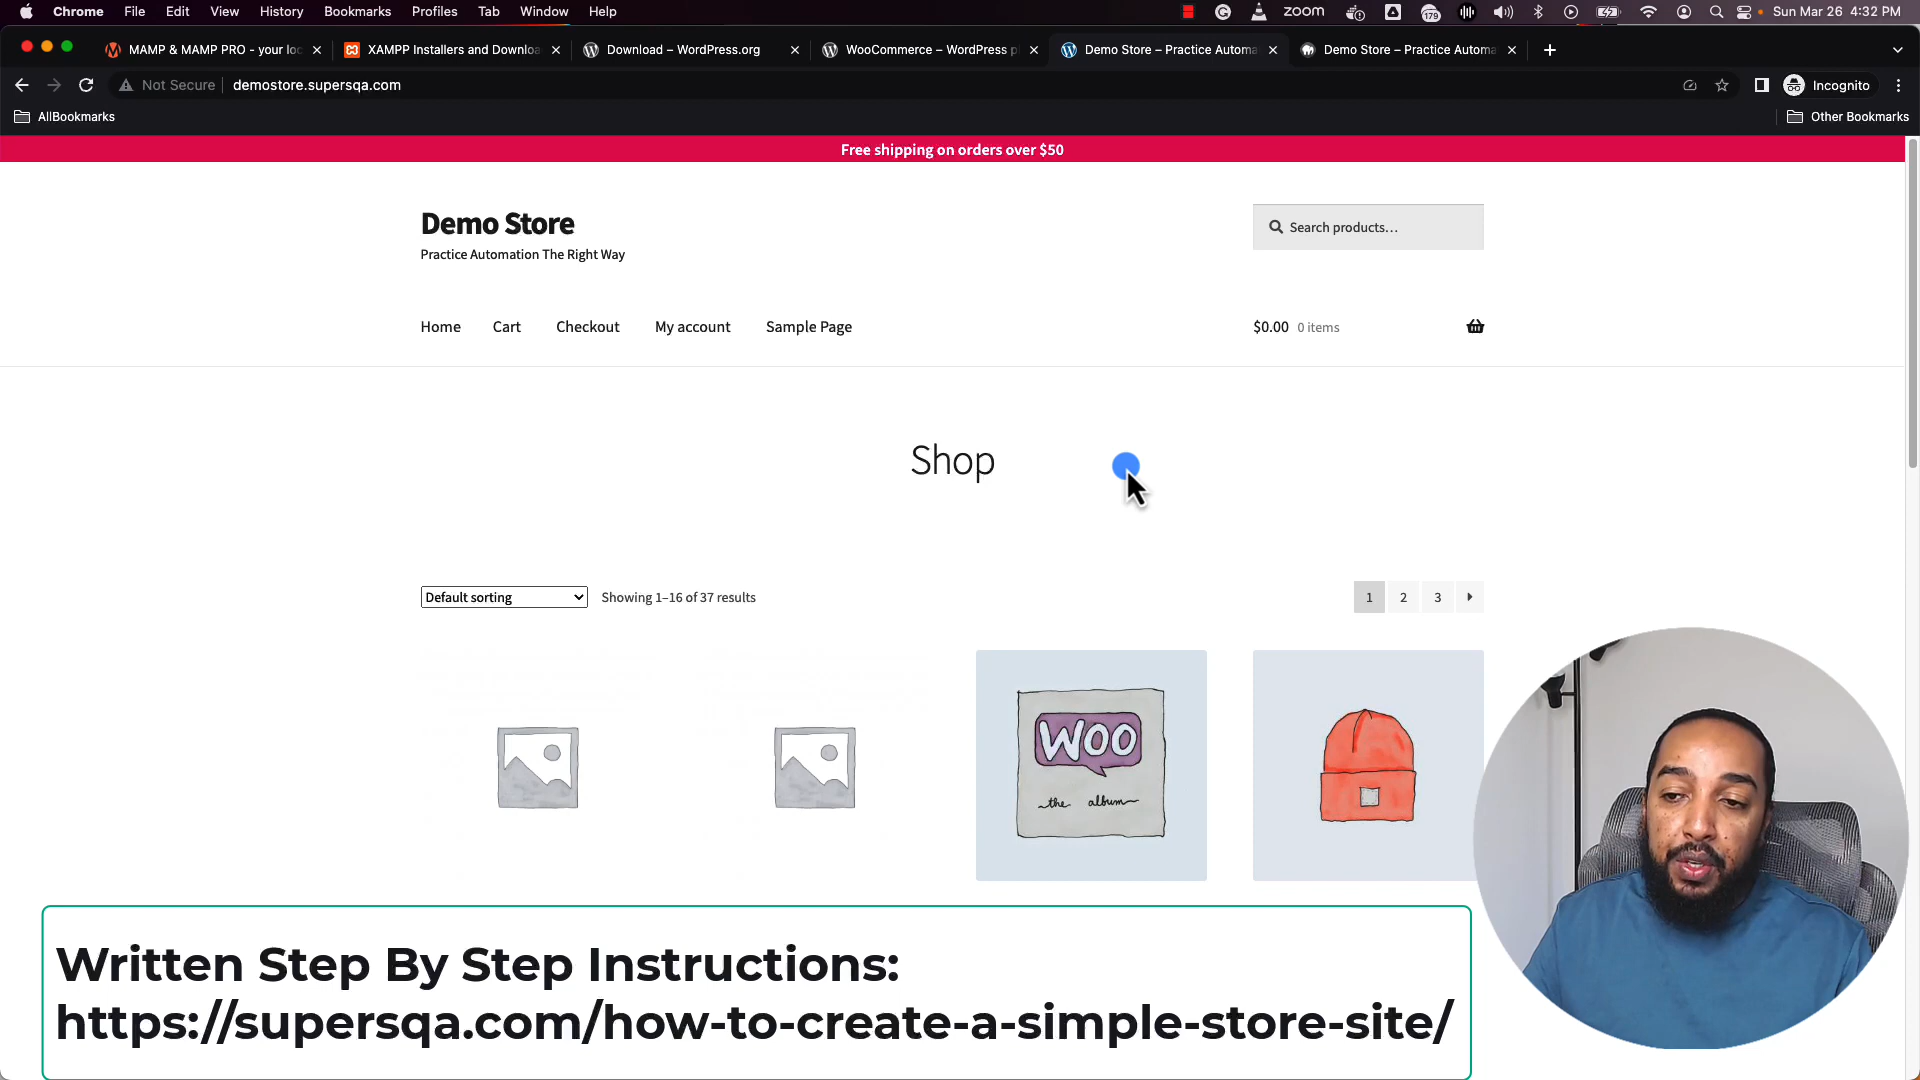 Chrome File Edit View History Bookmarks Profiles Tab Window Help zoom 179 Sun Mar 26 4:32 PM
MAMP & MAMP PRO - your loc XAMPP Installers and Downloa Download – WordPress.org WooCommerce – WordPress p Demo Store – Practice Automa Demo Store – Practice Automa
Not Secure demostore.supersqa.com Incognito
AllBookmarks Other Bookmarks
Free shipping on orders over $50
Demo Store
Search products...
Practice Automation The Right Way
Home Cart Checkout My account Sample Page $0.00 0 items
Shop
Default sorting Showing 1–16 of 37 results 1 2 3
WOO
the album
Written Step By Step Instructions:
https://supersqa.com/how-to-create-a-simple-store-site/